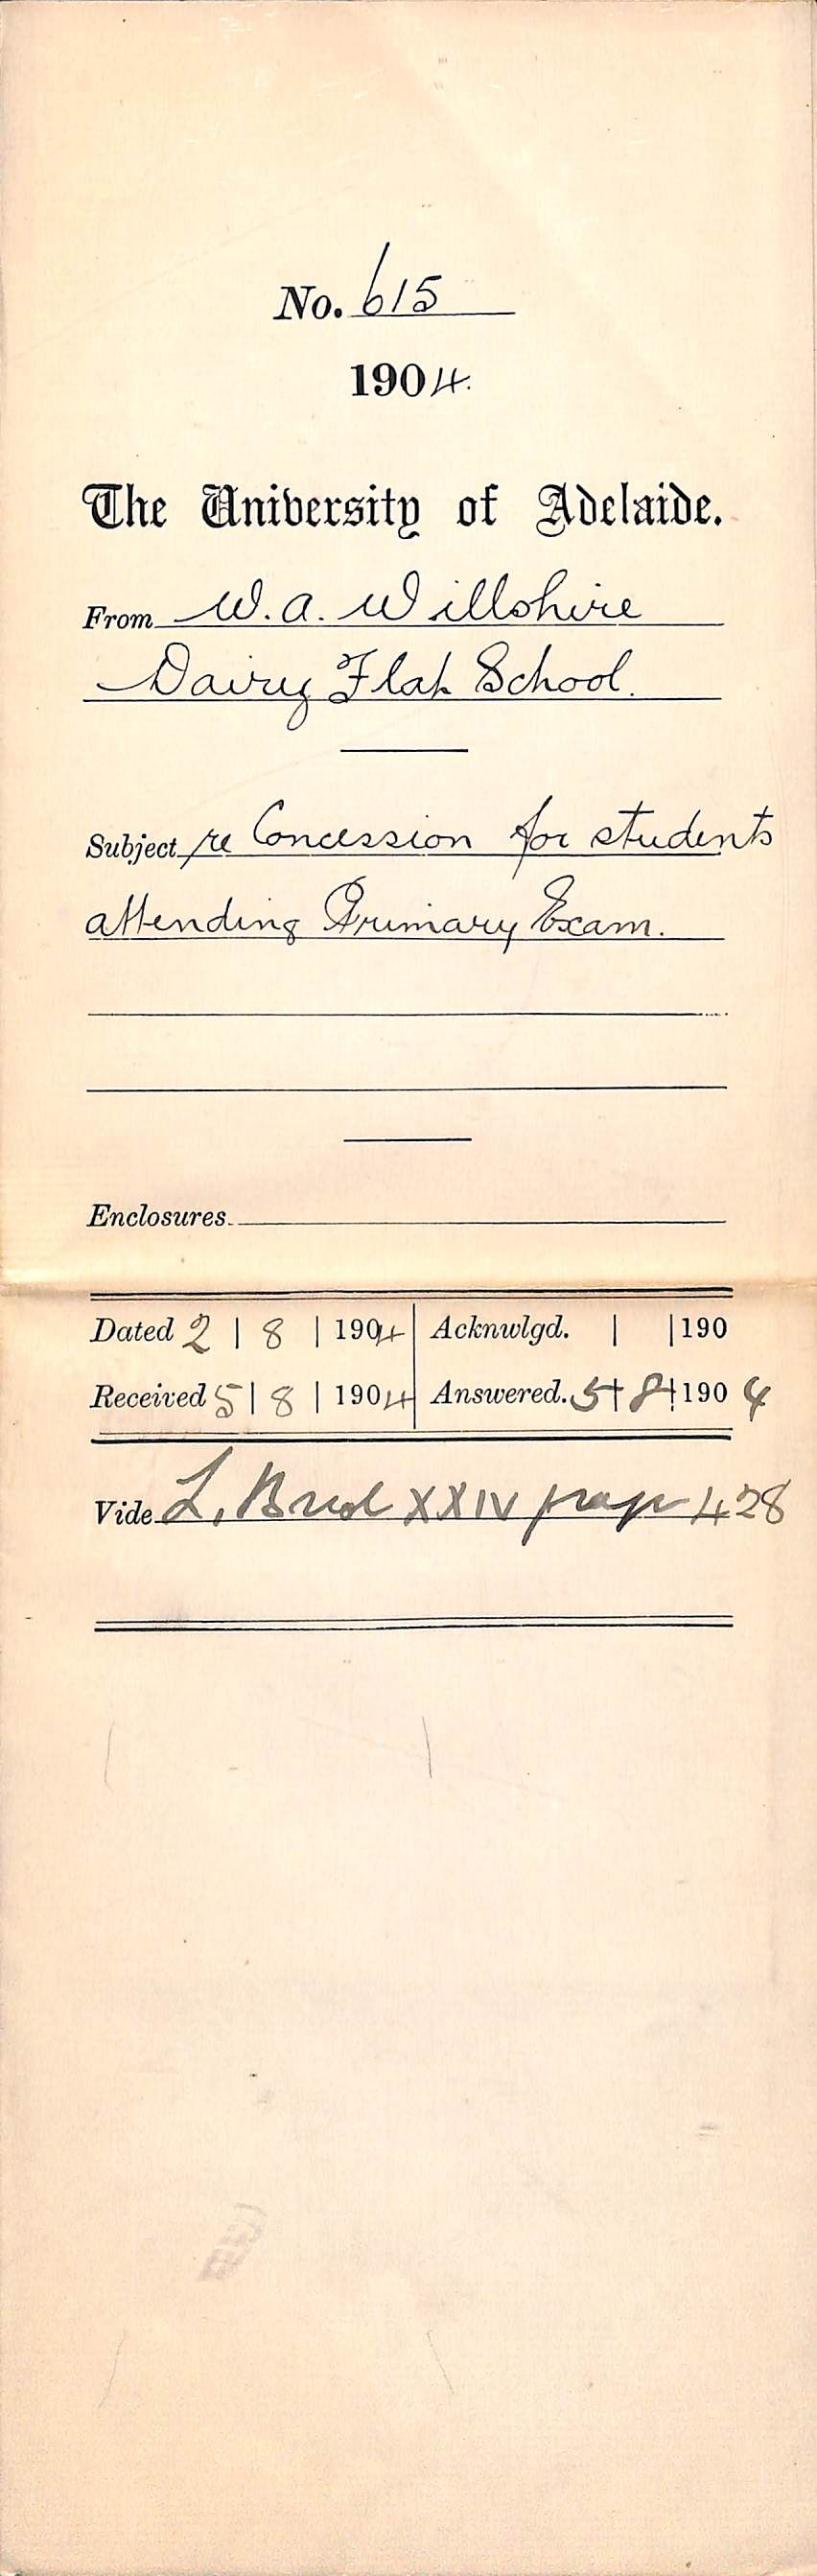 No. 615
1904.
The University of Adelaide.
From W. A. Willshire
Dairy Flat School.
Subject re Concession for students
attending Primary Exam.
Enclosures
Dated 2 | 8 | 1904 Acknwlgd. | | 190
Received 5 | 8 | 1904 Answered. 5 | 8 | 1904
Vide L. XXIV page 428